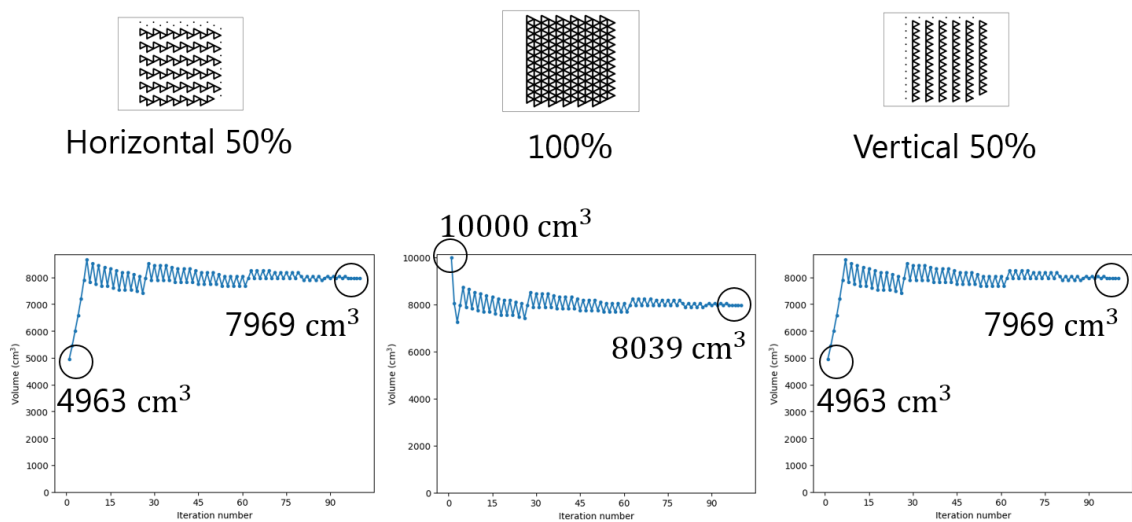 Horizontal 50%
100%
Vertical 50%
Volume (cm³)
8000
7000
6000
5000
4000
3000
2000
1000
0
0 15 30 45 60 75 90
Iteration number
7969 cm³
4963 cm³
10000 cm³
Volume (cm³)
10000
8000
6000
4000
2000
0
0 15 30 45 60 75 90
Iteration number
8039 cm³
Volume (cm³)
8000
7000
6000
5000
4000
3000
2000
1000
0
0 15 30 45 60 75 90
Iteration number
7969 cm³
4963 cm³